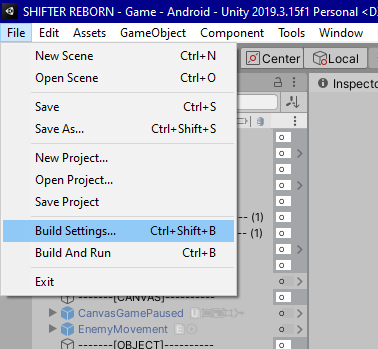 SHIFTER REBORN - Game - Android - Unity 2019.3.15f1 Personal <D
File Edit Assets GameObject Component Tools Window
Center Local
New Scene Ctrl+N
Open Scene Ctrl+O
Inspecto
Save Ctrl+S
Save As... Ctrl+Shift+S
New Project...
Open Project...
Save Project
-- (1)
Build Settings... Ctrl+Shift+B
-- (1)
Build And Run Ctrl+B
Exit
-------[CANVAS]----------
CanvasGamePaused
EnemyMovement E
-------[OBJECT]----------